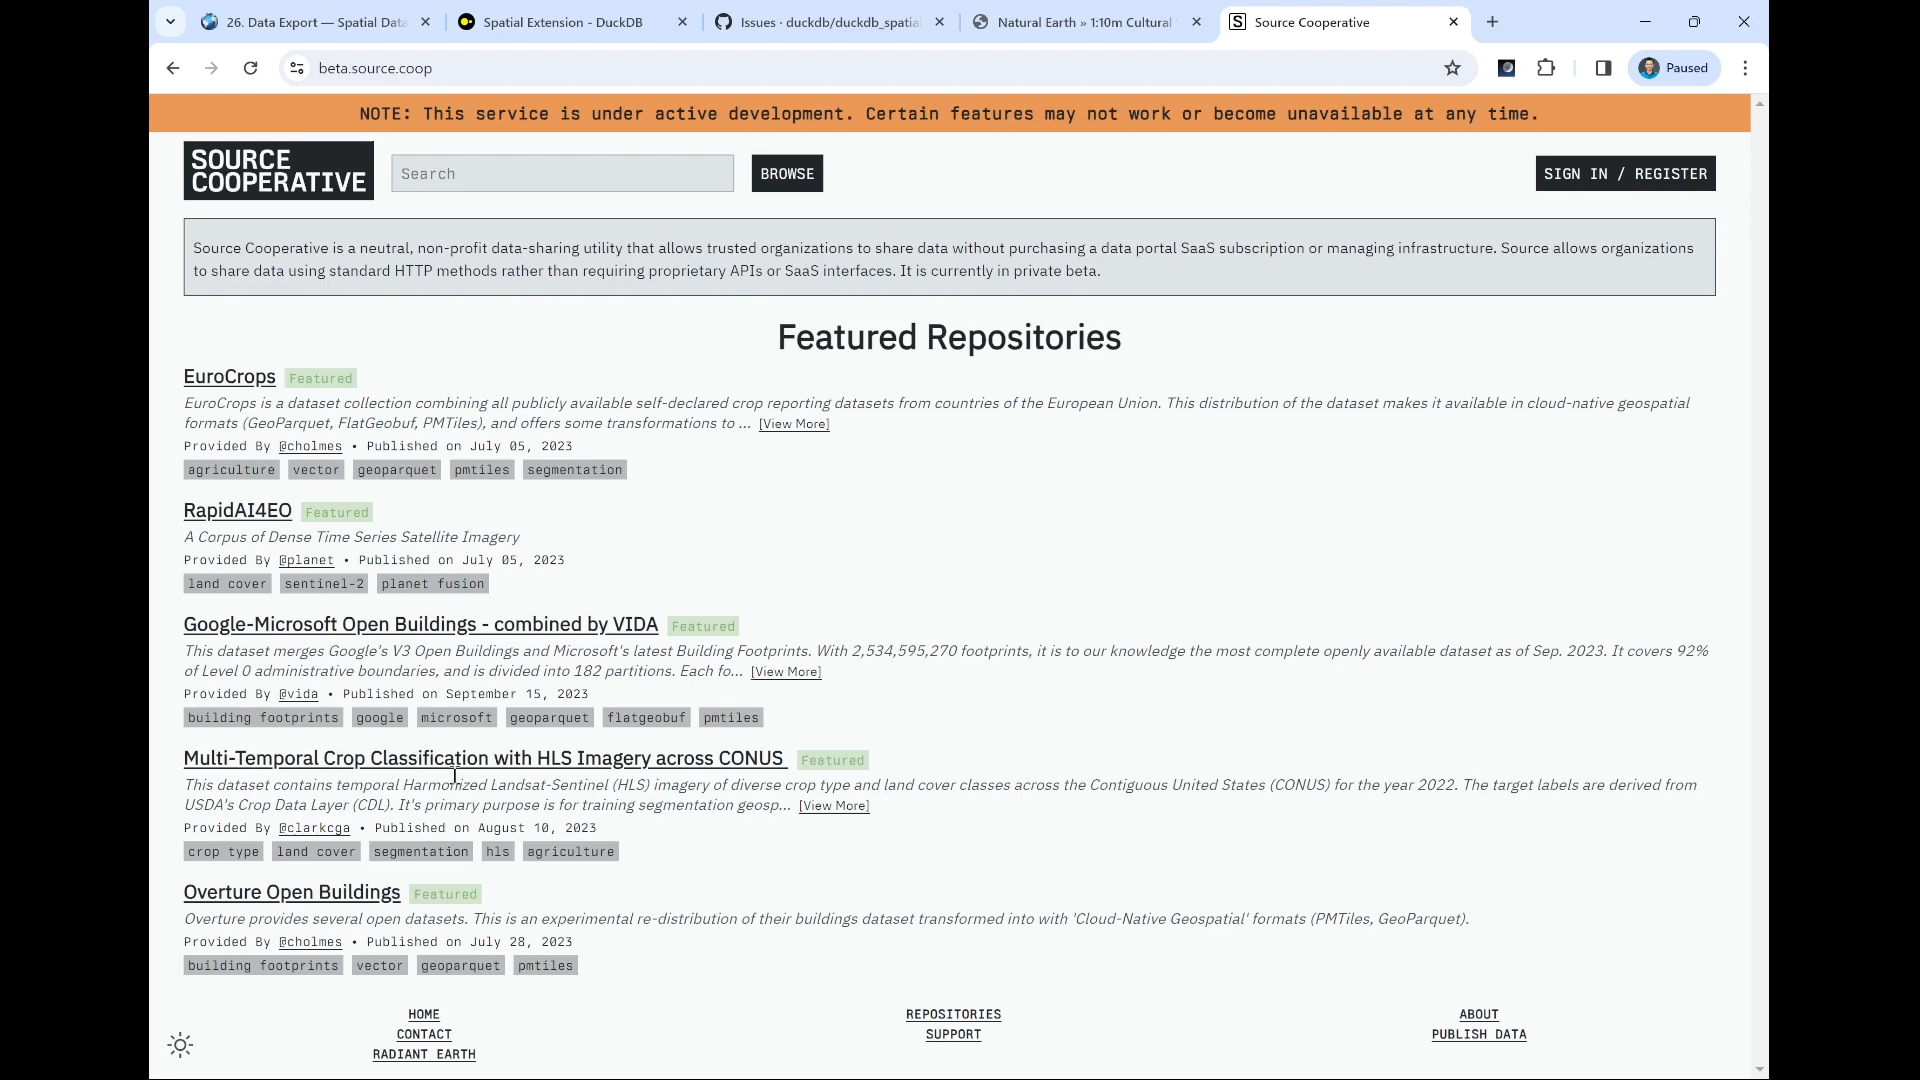 26. Data Export — Spatial Data
Spatial Extension - DuckDB
Issues · duckdb/duckdb_spatia
Natural Earth » 1:10m Cultural
Source Cooperative
beta.source.coop
Paused
NOTE: This service is under active development. Certain features may not work or become unavailable at any time.
SOURCE
COOPERATIVE
Search
BROWSE
SIGN IN / REGISTER
Source Cooperative is a neutral, non-profit data-sharing utility that allows trusted organizations to share data without purchasing a data portal SaaS subscription or managing infrastructure. Source allows organizations
to share data using standard HTTP methods rather than requiring proprietary APIs or SaaS interfaces. It is currently in private beta.
Featured Repositories
EuroCrops Featured
EuroCrops is a dataset collection combining all publicly available self-declared crop reporting datasets from countries of the European Union. This distribution of the dataset makes it available in cloud-native geospatial
formats (GeoParquet, FlatGeobuf, PMTiles), and offers some transformations to ... [View More]
Provided By @cholmes • Published on July 05, 2023
agriculture vector geoparquet pmtiles segmentation
RapidAI4EO Featured
A Corpus of Dense Time Series Satellite Imagery
Provided By @planet • Published on July 05, 2023
land cover sentinel-2 planet fusion
Google-Microsoft Open Buildings - combined by VIDA Featured
This dataset merges Google's V3 Open Buildings and Microsoft's latest Building Footprints. With 2,534,595,270 footprints, it is to our knowledge the most complete openly available dataset as of Sep. 2023. It covers 92%
of Level 0 administrative boundaries, and is divided into 182 partitions. Each fo... [View More]
Provided By @vida • Published on September 15, 2023
building footprints google microsoft geoparquet flatgeobuf pmtiles
Multi-Temporal Crop Classification with HLS Imagery across CONUS Featured
This dataset contains temporal Harmonized Landsat-Sentinel (HLS) imagery of diverse crop type and land cover classes across the Contiguous United States (CONUS) for the year 2022. The target labels are derived from
USDA's Crop Data Layer (CDL). It's primary purpose is for training segmentation geosp... [View More]
Provided By @clarkcga • Published on August 10, 2023
crop type land cover segmentation hls agriculture
Overture Open Buildings Featured
Overture provides several open datasets. This is an experimental re-distribution of their buildings dataset transformed into with 'Cloud-Native Geospatial' formats (PMTiles, GeoParquet).
Provided By @cholmes • Published on July 28, 2023
building footprints vector geoparquet pmtiles
HOME
CONTACT
RADIANT EARTH
REPOSITORIES
SUPPORT
ABOUT
PUBLISH DATA